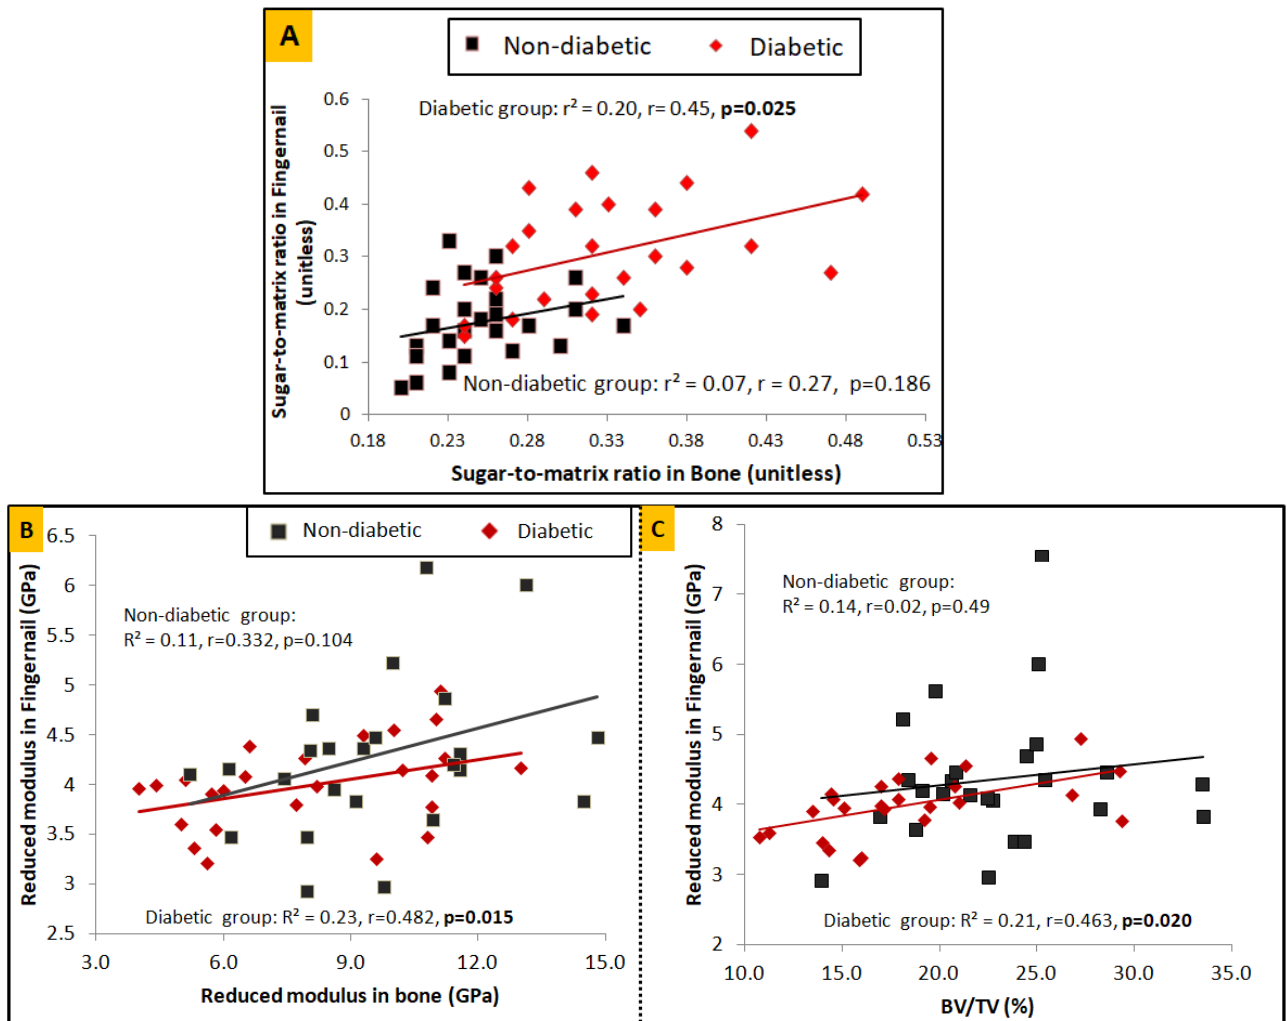 A
Non-diabetic
Diabetic
Diabetic group: r² = 0.20, r= 0.45, p=0.025
Sugar-to-matrix ratio in Fingernail
(unitless)
0.6
0.5
0.4
0.3
0.2
0.1
0
Non-diabetic group: r² = 0.07, r = 0.27, p=0.186
0.18 0.23 0.28 0.33 0.38 0.43 0.48 0.53
Sugar-to-matrix ratio in Bone (unitless)
B
Non-diabetic
Diabetic
Reduced modulus in Fingernail (GPa)
6.5
6
5.5
5
4.5
4
3.5
3
2.5
Non-diabetic group:
R² = 0.11, r=0.332, p=0.104
Diabetic group: R² = 0.23, r=0.482, p=0.015
3.0 6.0 9.0 12.0 15.0
Reduced modulus in bone (GPa)
C
Reduced modulus in Fingernail (GPa)
8
7
6
5
4
3
2
Non-diabetic group:
R² = 0.14, r=0.02, p=0.49
Diabetic group: R² = 0.21, r=0.463, p=0.020
10.0 15.0 20.0 25.0 30.0 35.0
BV/TV (%)